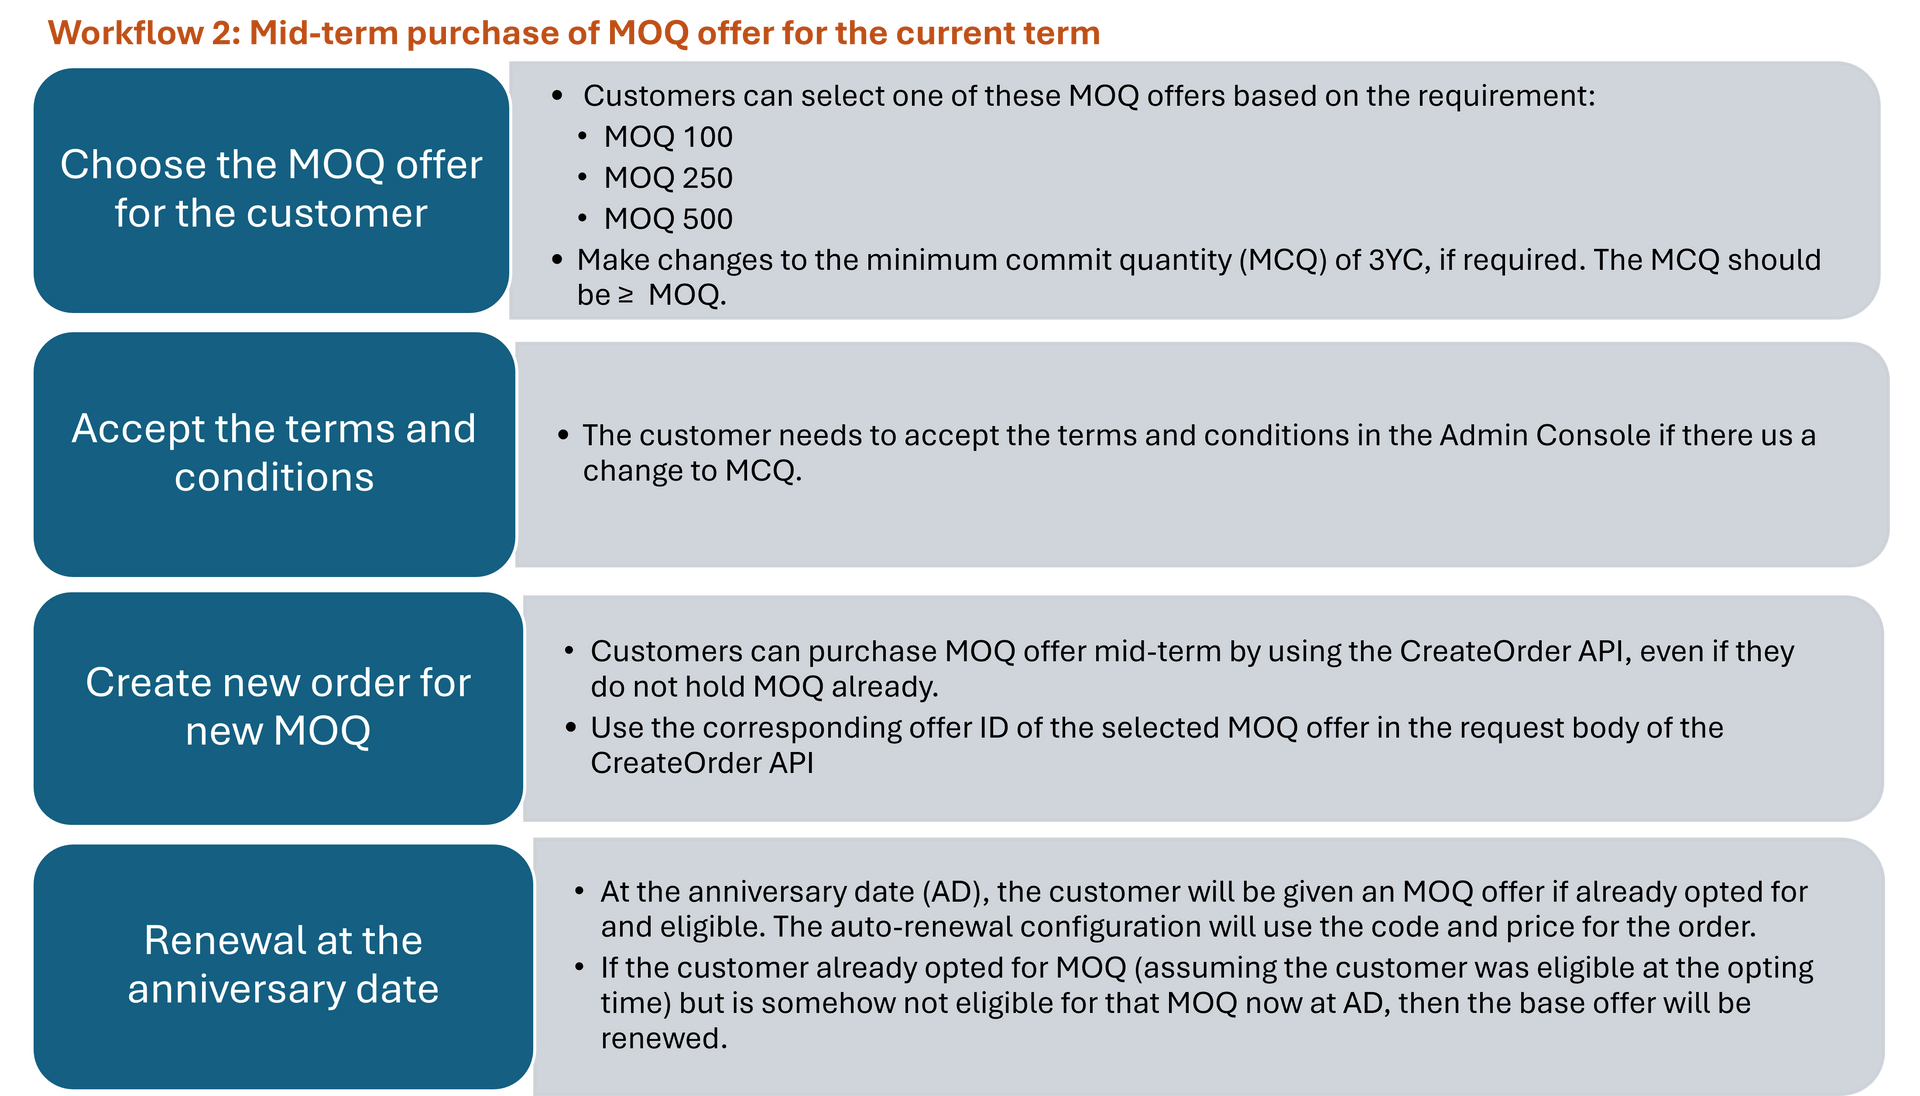 Workflow 2: Mid-term purchase of MOQ offer for the current term
Choose the MOQ offer
for the customer
• Customers can select one of these MOQ offers based on the requirement:
• MOQ 100
• MOQ 250
• MOQ 500
• Make changes to the minimum commit quantity (MCQ) of 3YC, if required. The MCQ should
be ≥ MOQ.
Accept the terms and
conditions
• The customer needs to accept the terms and conditions in the Admin Console if there us a
change to MCQ.
Create new order for
new MOQ
• Customers can purchase MOQ offer mid-term by using the CreateOrder API, even if they
do not hold MOQ already.
• Use the corresponding offer ID of the selected MOQ offer in the request body of the
CreateOrder API
Renewal at the
anniversary date
• At the anniversary date (AD), the customer will be given an MOQ offer if already opted for
and eligible. The auto-renewal configuration will use the code and price for the order.
• If the customer already opted for MOQ (assuming the customer was eligible at the opting
time) but is somehow not eligible for that MOQ now at AD, then the base offer will be
renewed.